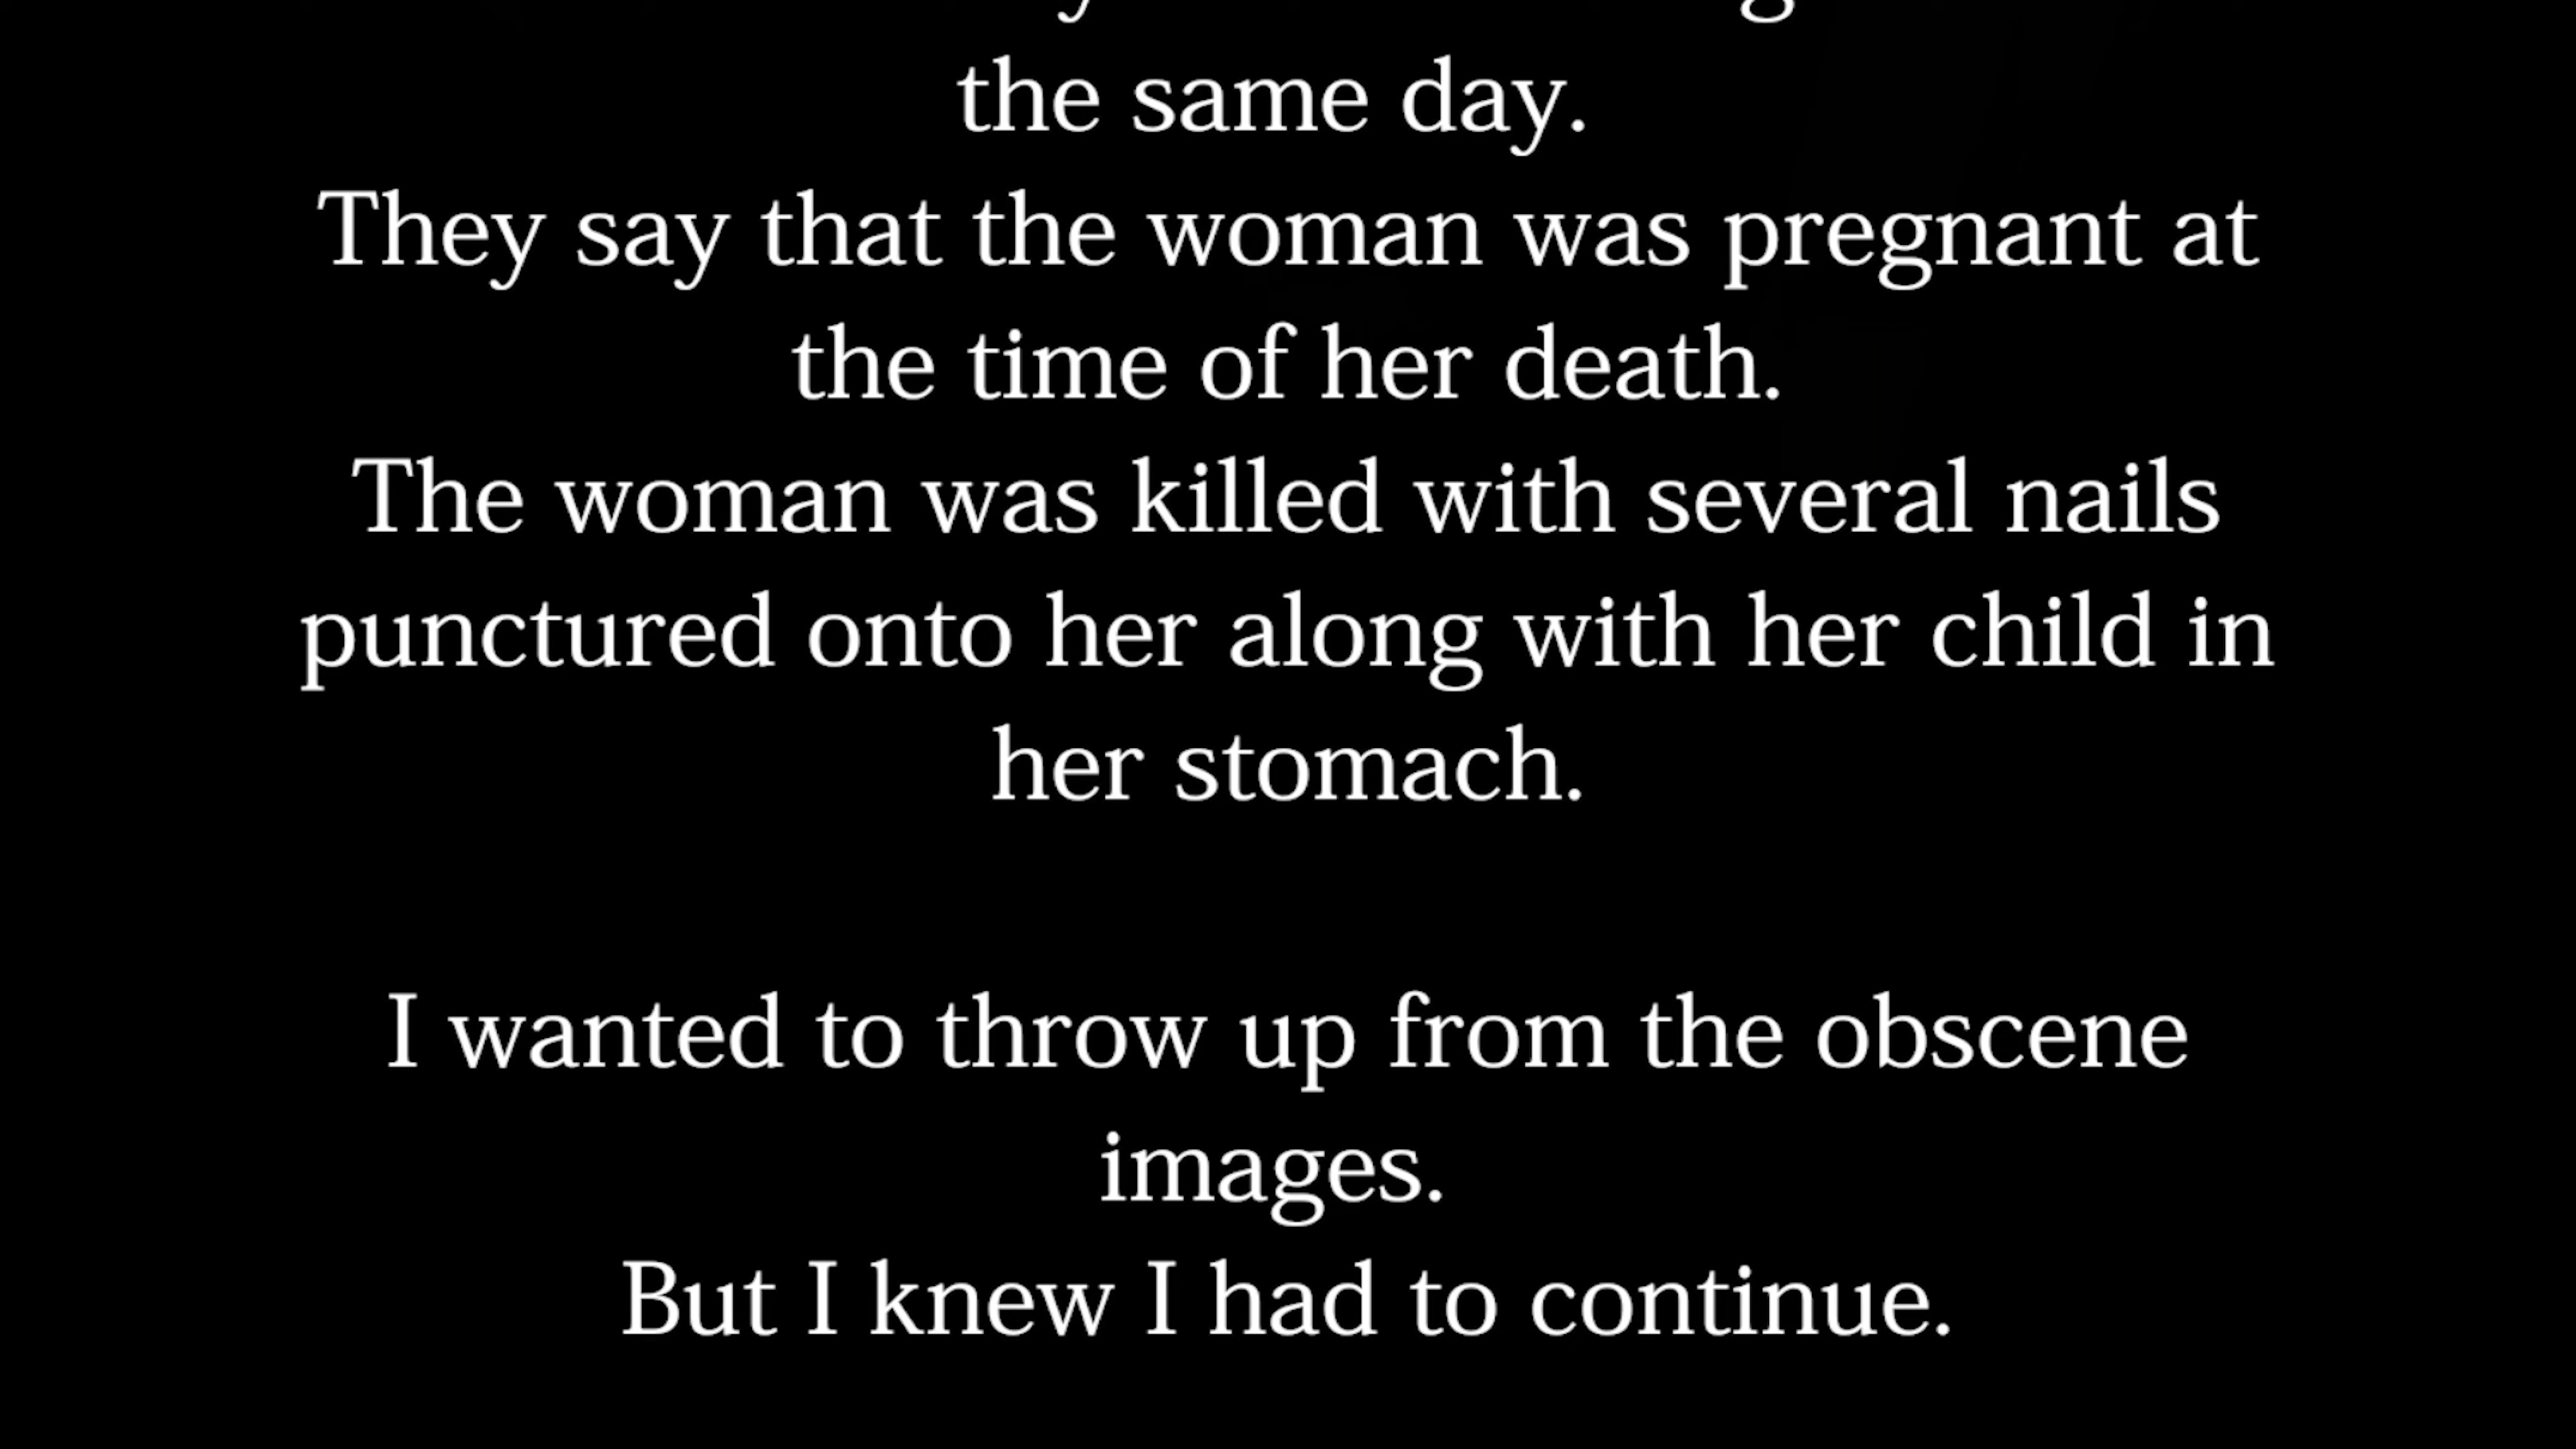 the same day.
They say that the woman was pregnant at
the time of her death.
The woman was killed with several nails
punctured onto her along with her child in
her stomach.
I wanted to throw up from the obscene
images.
But I knew I had to continue.